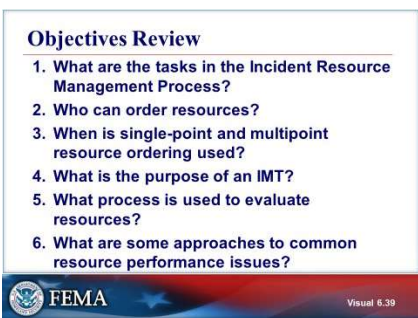 Objectives Review
1. What are the tasks in the Incident Resource
Management Process?
2. Who can order resources?
3. When is single-point and multipoint
resource ordering used?
4. What is the purpose of an IMT?
5. What process is used to evaluate
resources?
6. What are some approaches to common
resource performance issues?
FEMA
Visual 6.39